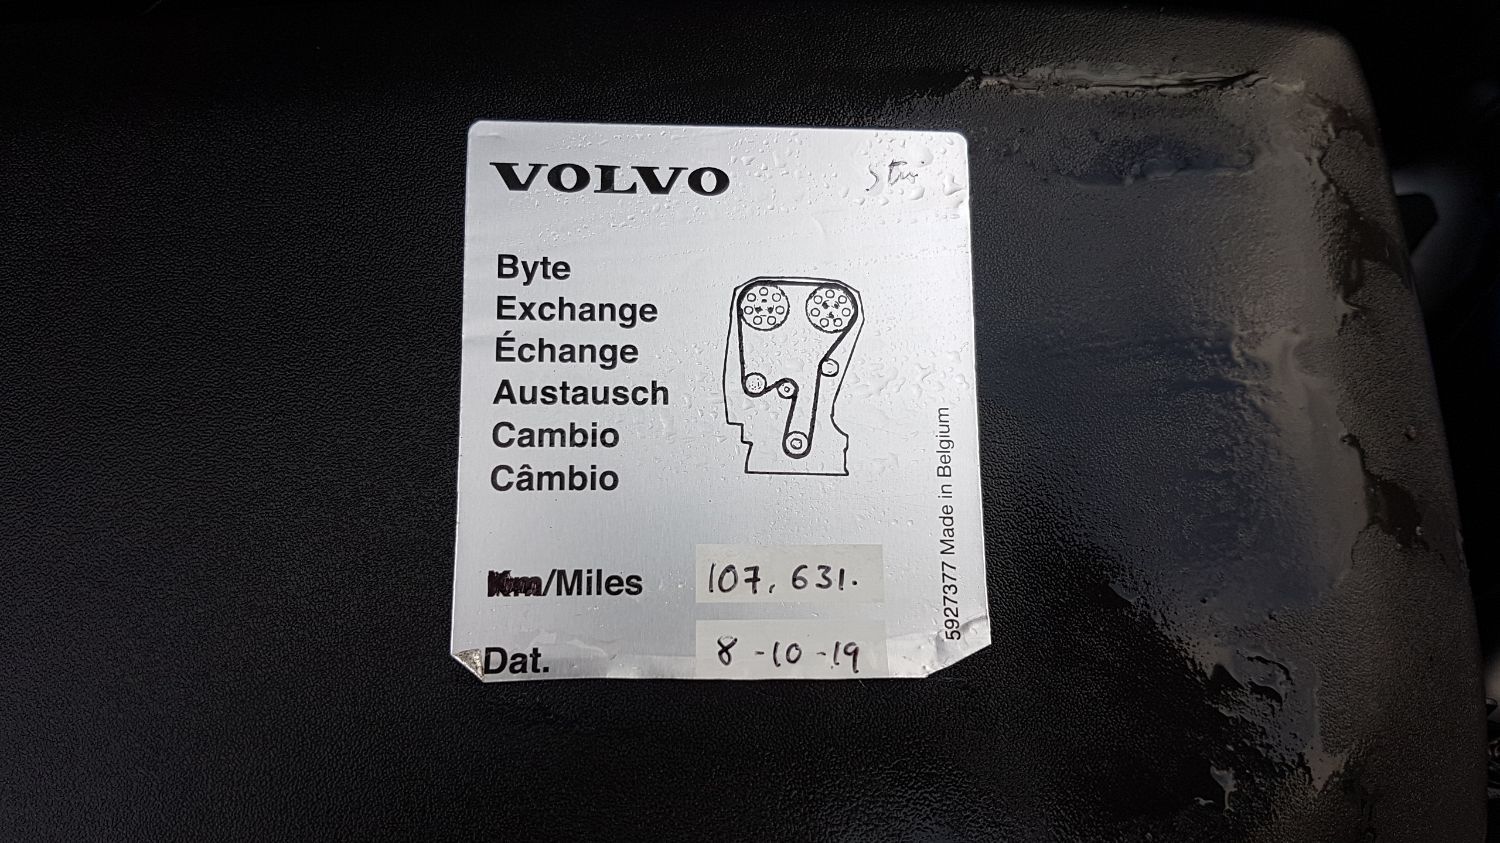 VOLVO
Byte
Exchange
Échange
Austausch
Cambio
Câmbio
Km/Miles 107,631.
Dat. 8-10-19
5927377 Made in Belgium